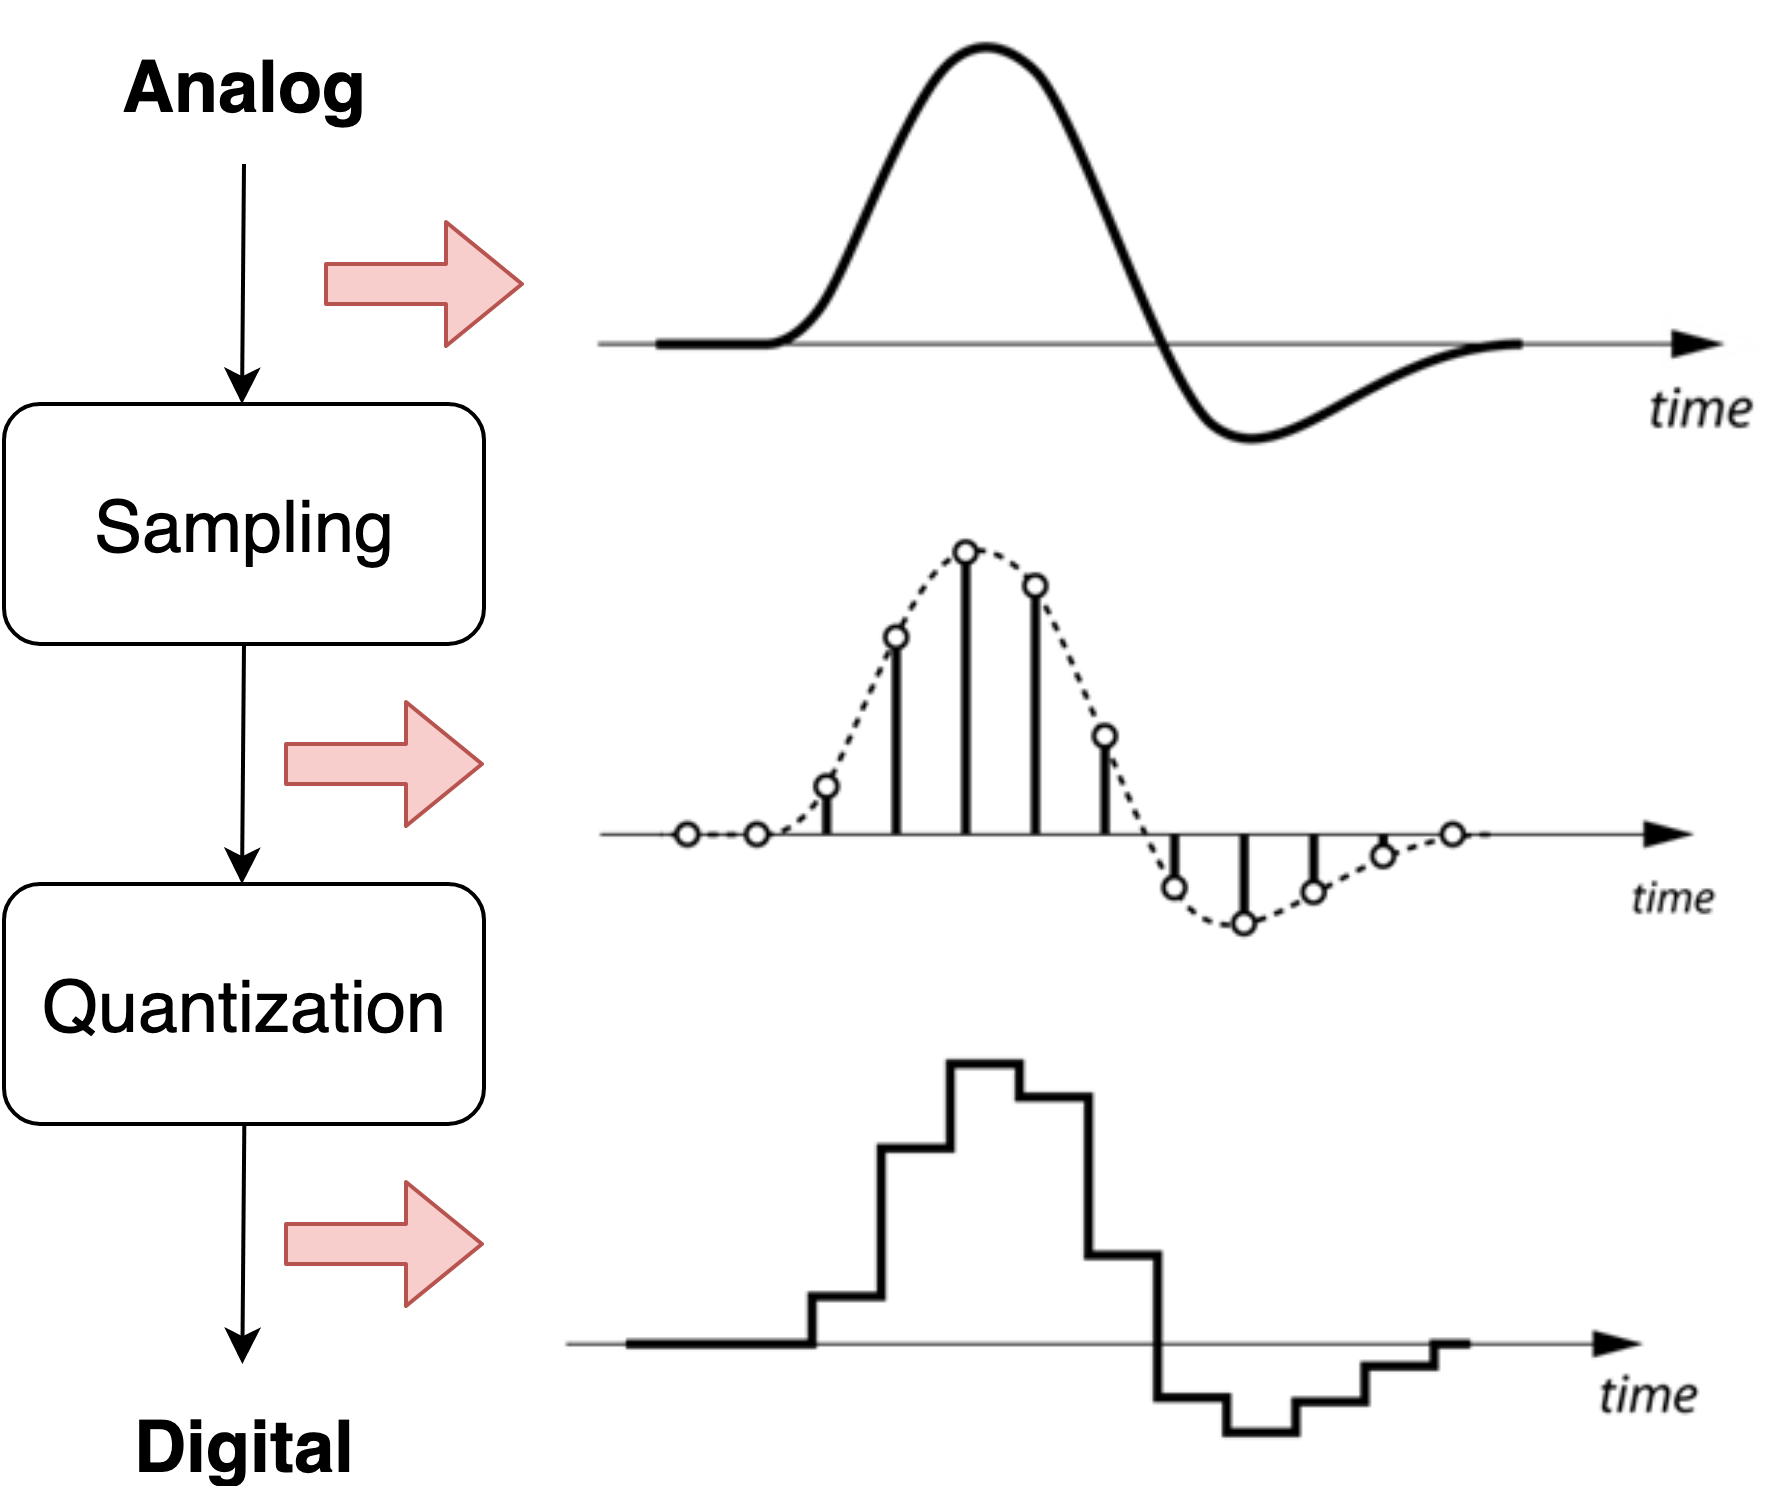 Analog
time
Sampling
time
Quantization
time
Digital